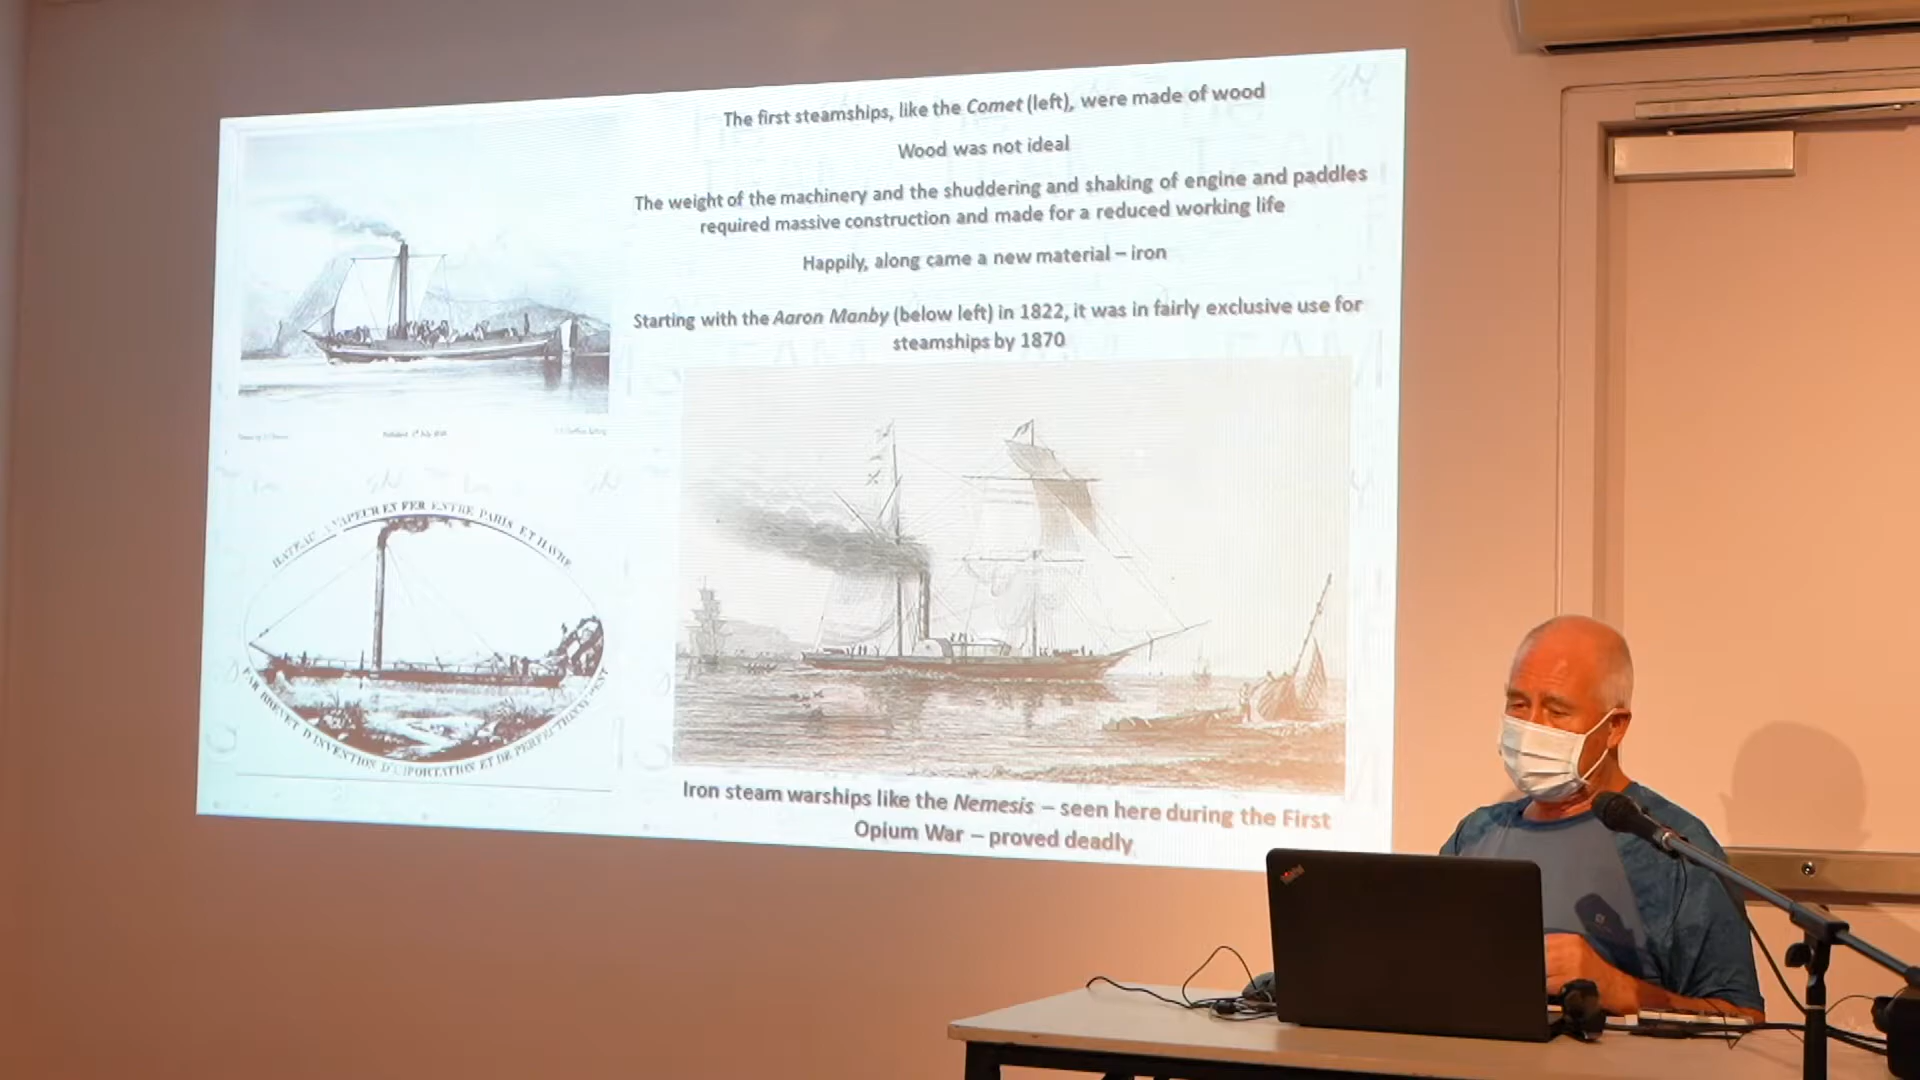 The first steamships, like the Comet (left), were made of wood
Wood was not ideal
The weight of the machinery and the shuddering and shaking of engine and paddles
required massive construction and made for a reduced working life
Happily, along came a new material – iron
Starting with the Aaron Manby (below left) in 1822, it was in fairly exclusive use for
steamships by 1870
BATEAU A VAPEUR EN FER ENTRE PARIS ET HAVRE
PAR BREVET D'INVENTION D'IMPORTATION ET DE
Iron steam warships like the Nemesis – seen here during the First
Opium War – proved deadly
ThinkPad